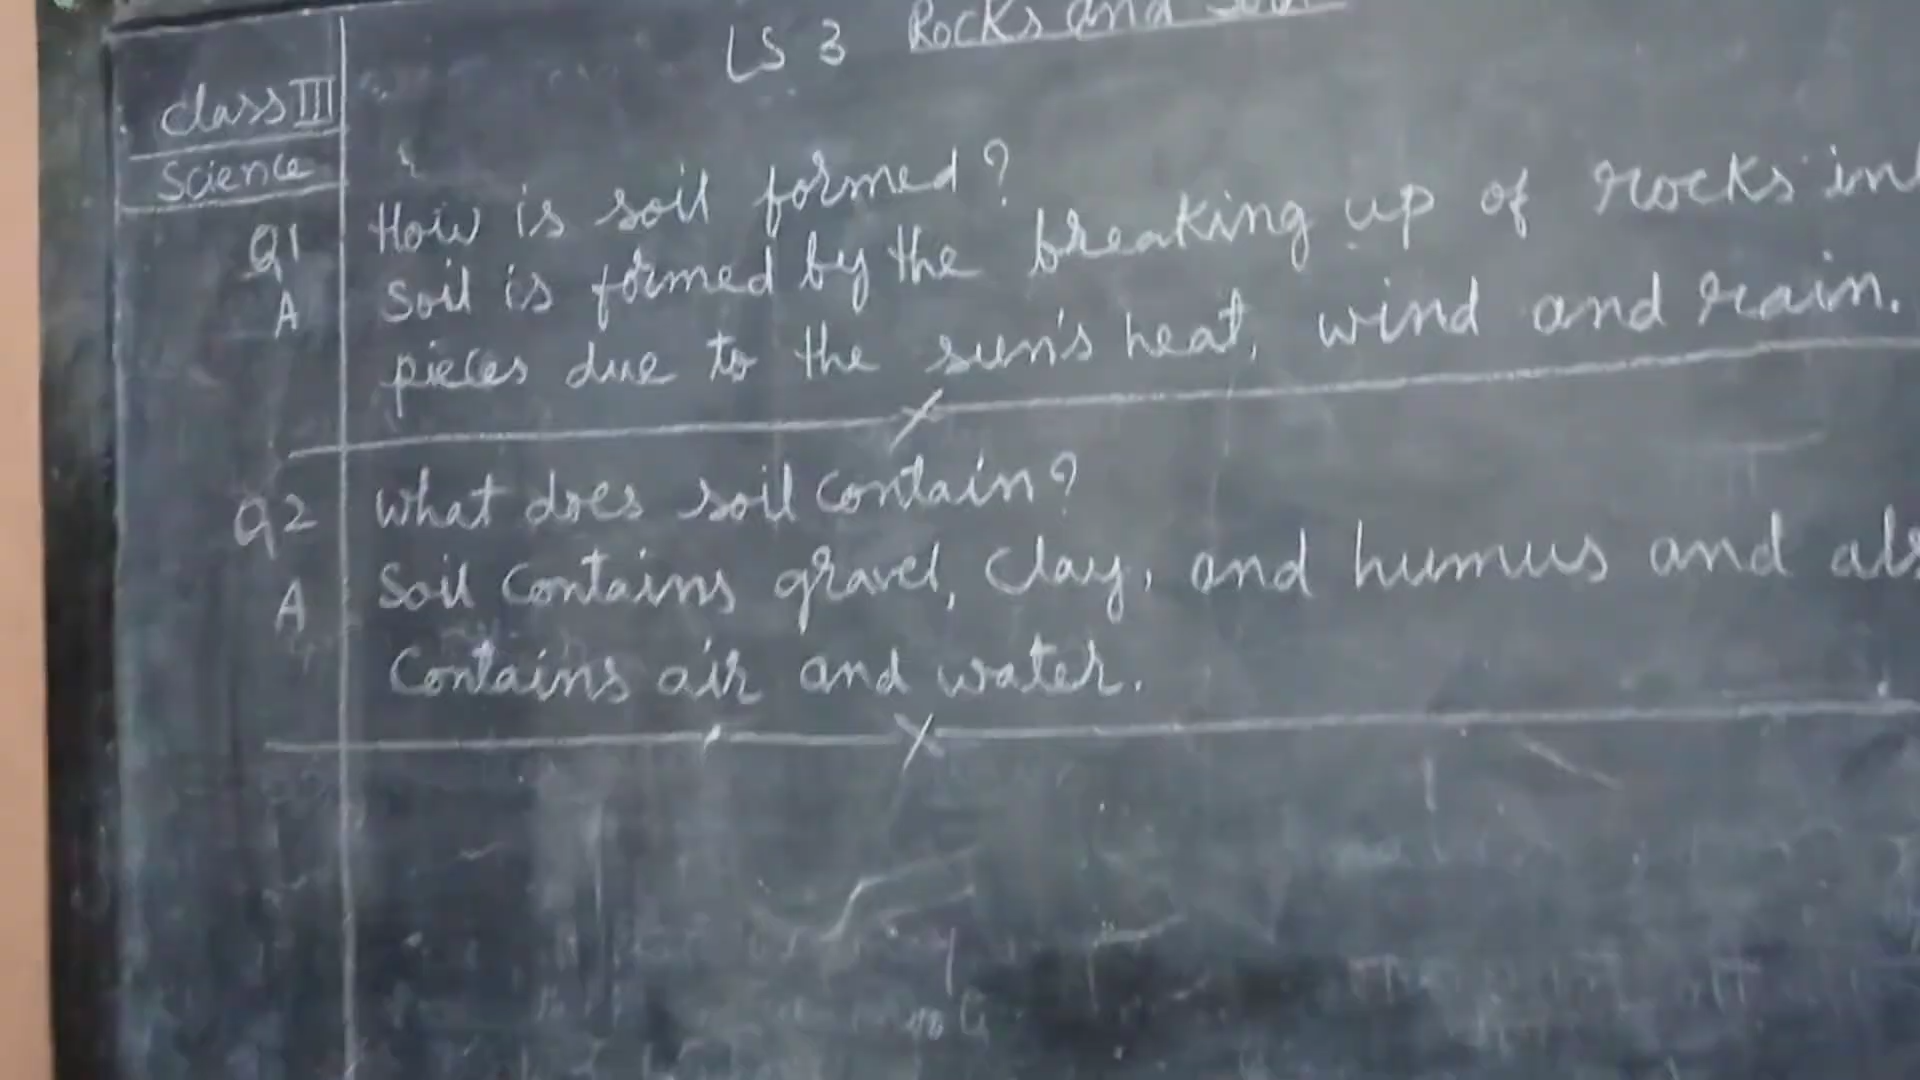 LS 3 Rocks and Soil
Class III
Science
Q1 How is soil formed?
A Soil is formed by the breaking up of rocks
pieces due to the sun's heat, wind and rain.
Q2 What does soil contain?
A Soil Contains gravel, Clay, and humus and
Contains air and water.